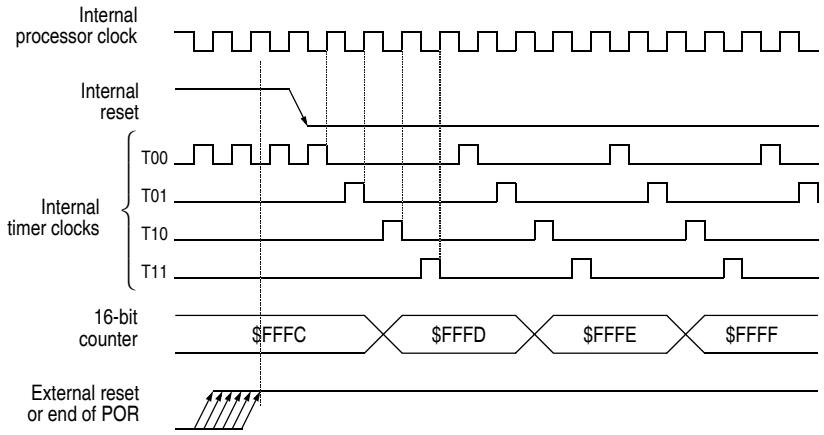 Internal
processor clock
Internal
reset
T00
T01
Internal
timer clocks
T10
T11
16-bit
counter
$FFFC
$FFFD
$FFFE
$FFFF
External reset
or end of POR